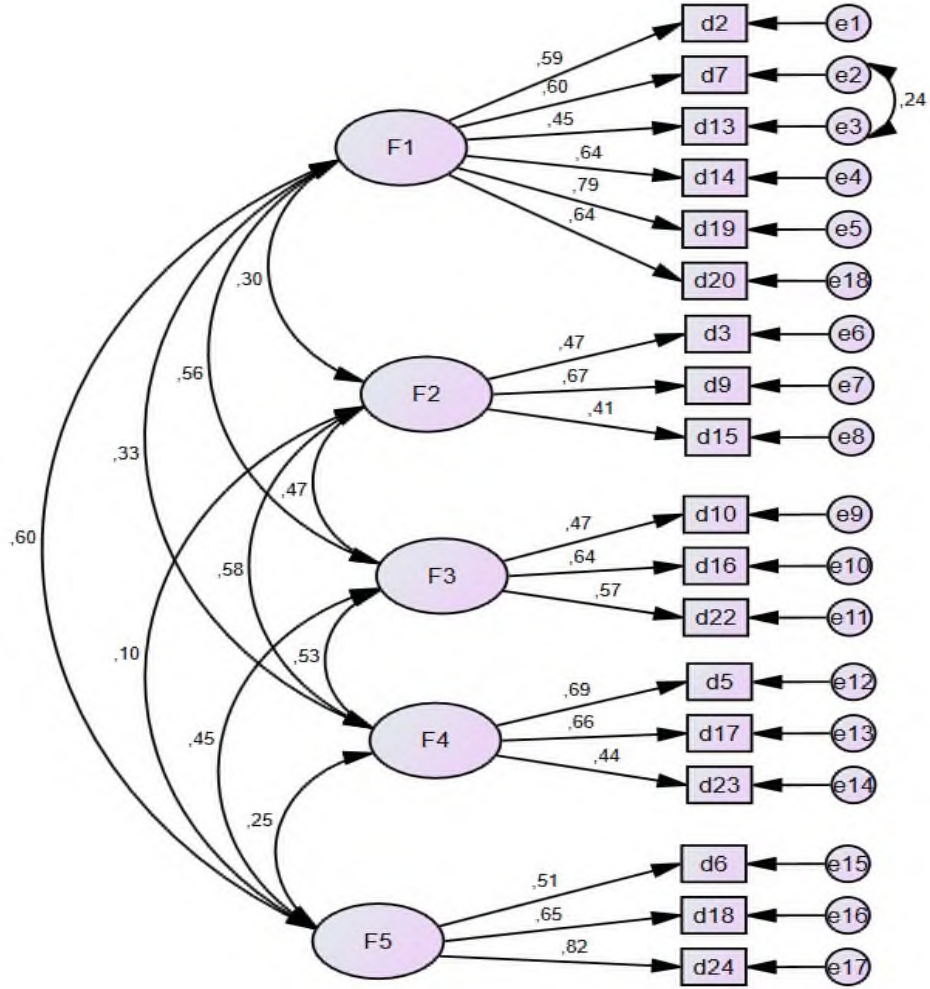 d2 e1
,59
d7 e2
,60
,24
,45 d13 e3
F1
,64 d14 e4
,79
d19 e5
,64
d20 e18
,30
,47 d3 e6
,56
,67 d9 e7
F2
,41 d15 e8
,33
,47
d10 e9
,47
,60
,64 d16 e10
,58 F3
,57
d22 e11
,10 ,53
d5 e12
,69
,45
,66 d17 e13
F4
,44
d23 e14
,25
d6 e15
,51
,65 d18 e16
F5
,82
d24 e17